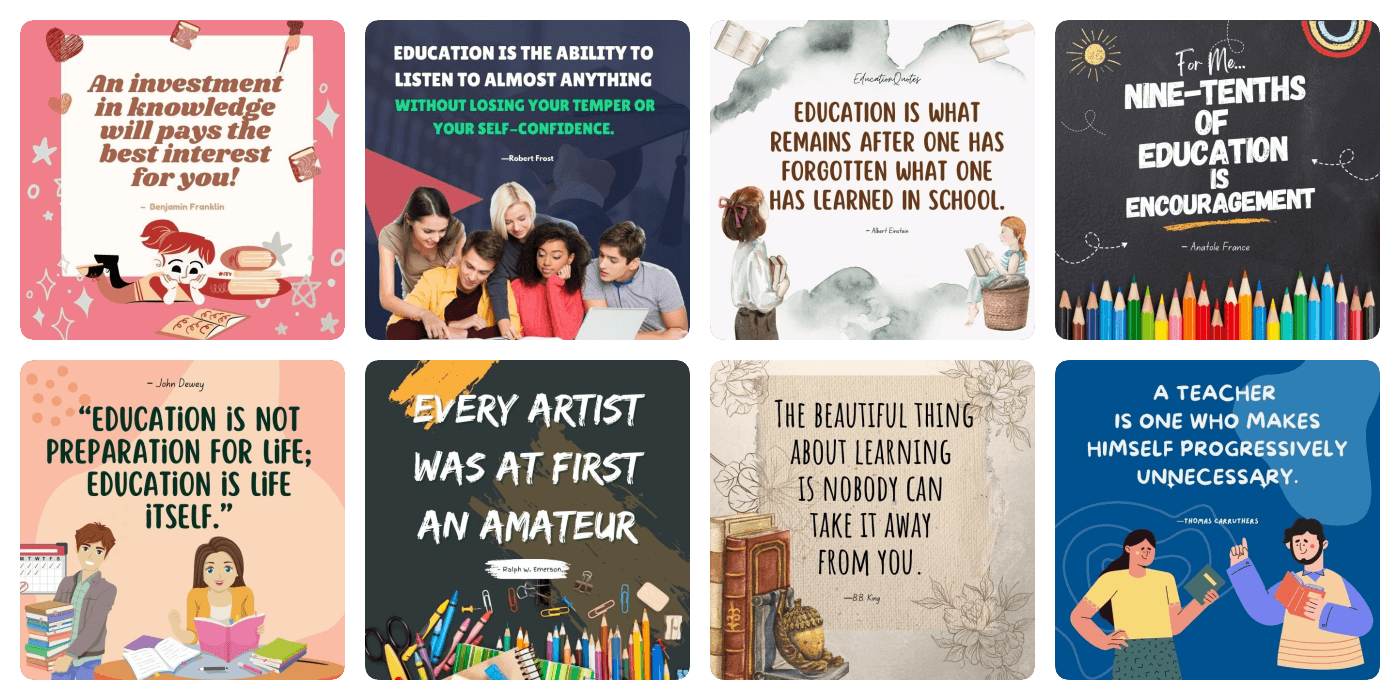 An investment
in knowledge
will pays the
best interest
for you!
– Benjamin Franklin
EDUCATION IS THE ABILITY TO
LISTEN TO ALMOST ANYTHING
WITHOUT LOSING YOUR TEMPER OR
YOUR SELF-CONFIDENCE.
—Robert Frost
EducationQuotes
EDUCATION IS WHAT
REMAINS AFTER ONE HAS
FORGOTTEN WHAT ONE
HAS LEARNED IN SCHOOL.
– Albert Einstein
For Me...
NINE-TENTHS
OF
EDUCATION
IS
ENCOURAGEMENT
– Anatole France
– John Dewey
“EDUCATION IS NOT
PREPARATION FOR LIFE;
EDUCATION IS LIFE
ITSELF.”
EVERY ARTIST
WAS AT FIRST
AN AMATEUR
- Ralph W. Emerson,
THE BEAUTIFUL THING
ABOUT LEARNING
IS NOBODY CAN
TAKE IT AWAY
FROM YOU.
—B.B. King
A TEACHER
IS ONE WHO MAKES
HIMSELF PROGRESSIVELY
UNNECESSARY.
—THOMAS CARRUTHERS